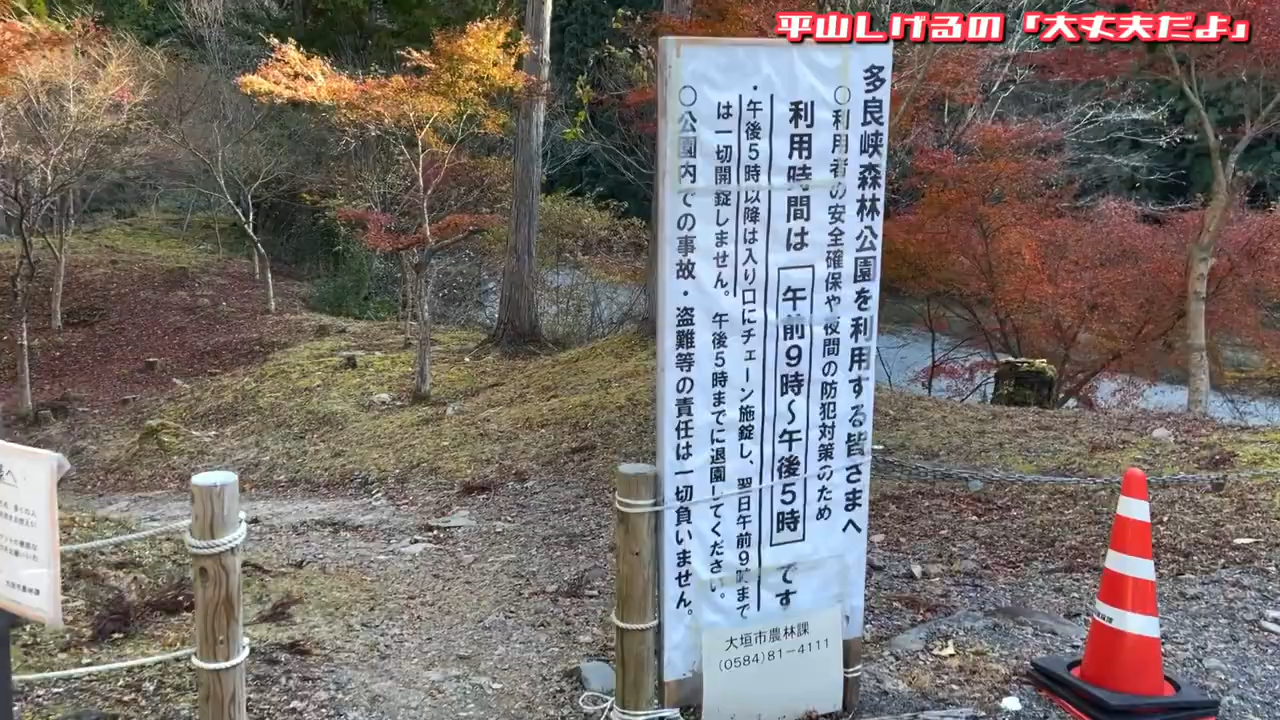 平山しげるの「大丈夫だよ」
多良峡森林公園を利用する皆さまへ
○利用者の安全確保や夜間の防犯対策のため
利用時間は 午前9時～午後5時 です
・午後5時以降は入り口にチェーン施錠し、翌日午前9時まで
は一切開錠しません。午後5時までに退園してください。
○公園内での事故・盗難等の責任は一切負いません。
大垣市農林課
(0584)81－4111
大垣市農林課